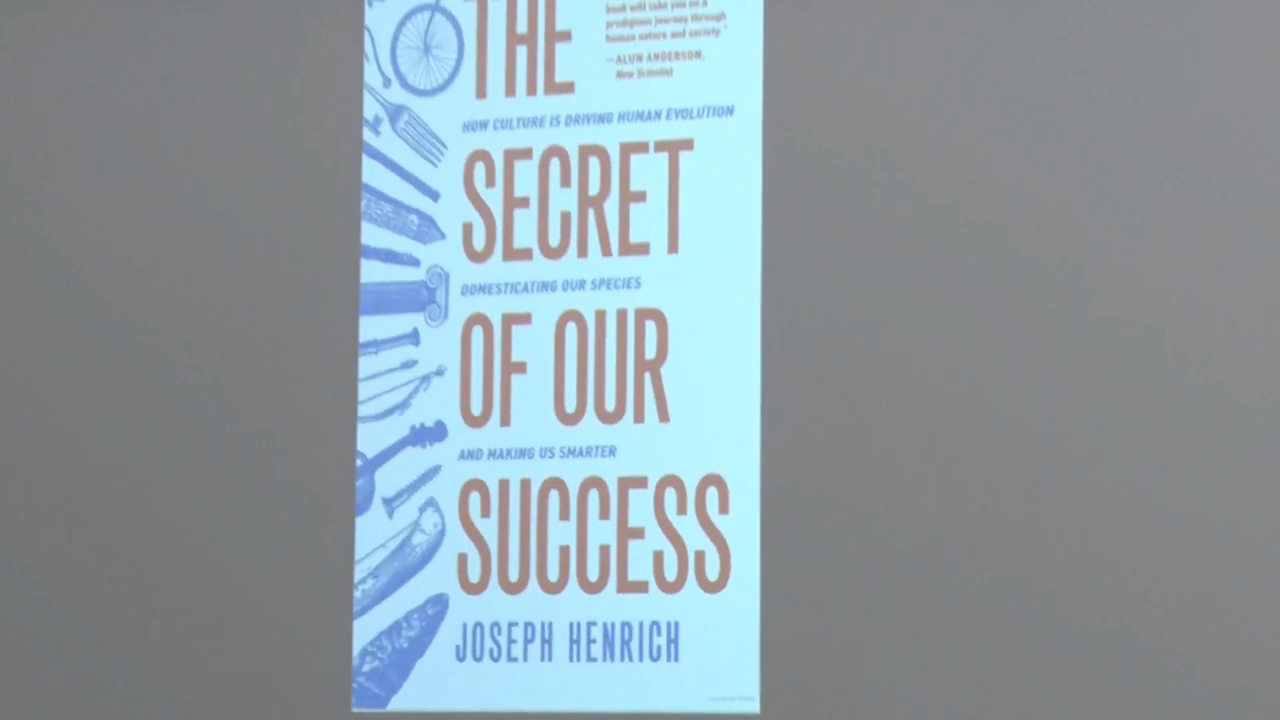 THE
book will take you on a
prodigious journey through
human nature and society."
—ALUN ANDERSON,
New Scientist
HOW CULTURE IS DRIVING HUMAN EVOLUTION
SECRET
DOMESTICATING OUR SPECIES
OF OUR
AND MAKING US SMARTER
SUCCESS
JOSEPH HENRICH